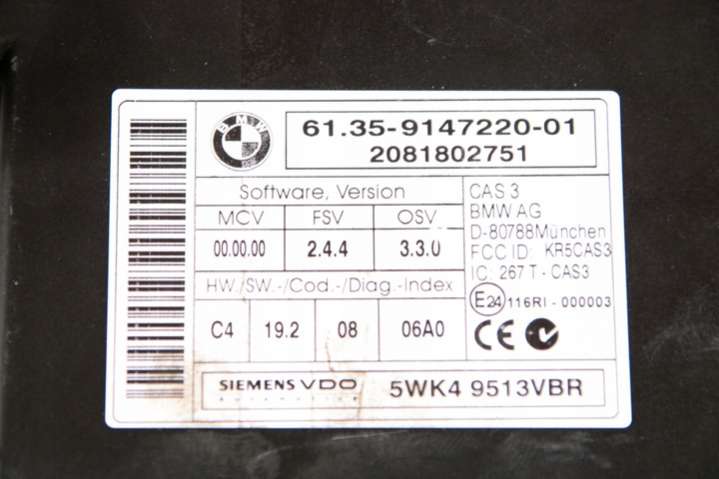 BMW
61.35-9147220-01
2081802751
Software, Version
MCV FSV OSV
00.00.00 2.4.4 3.3.0
HW./SW.-/Cod.-/Diag.-Index
C4 19.2 08 06A0
CAS 3
BMW AG
D-80788München
FCC ID: KR5CAS3
IC: 267 T - CAS3
E24 116RI - 000003
CE N
SIEMENS VDO
AUTOMOTIVE
5WK4 9513VBR